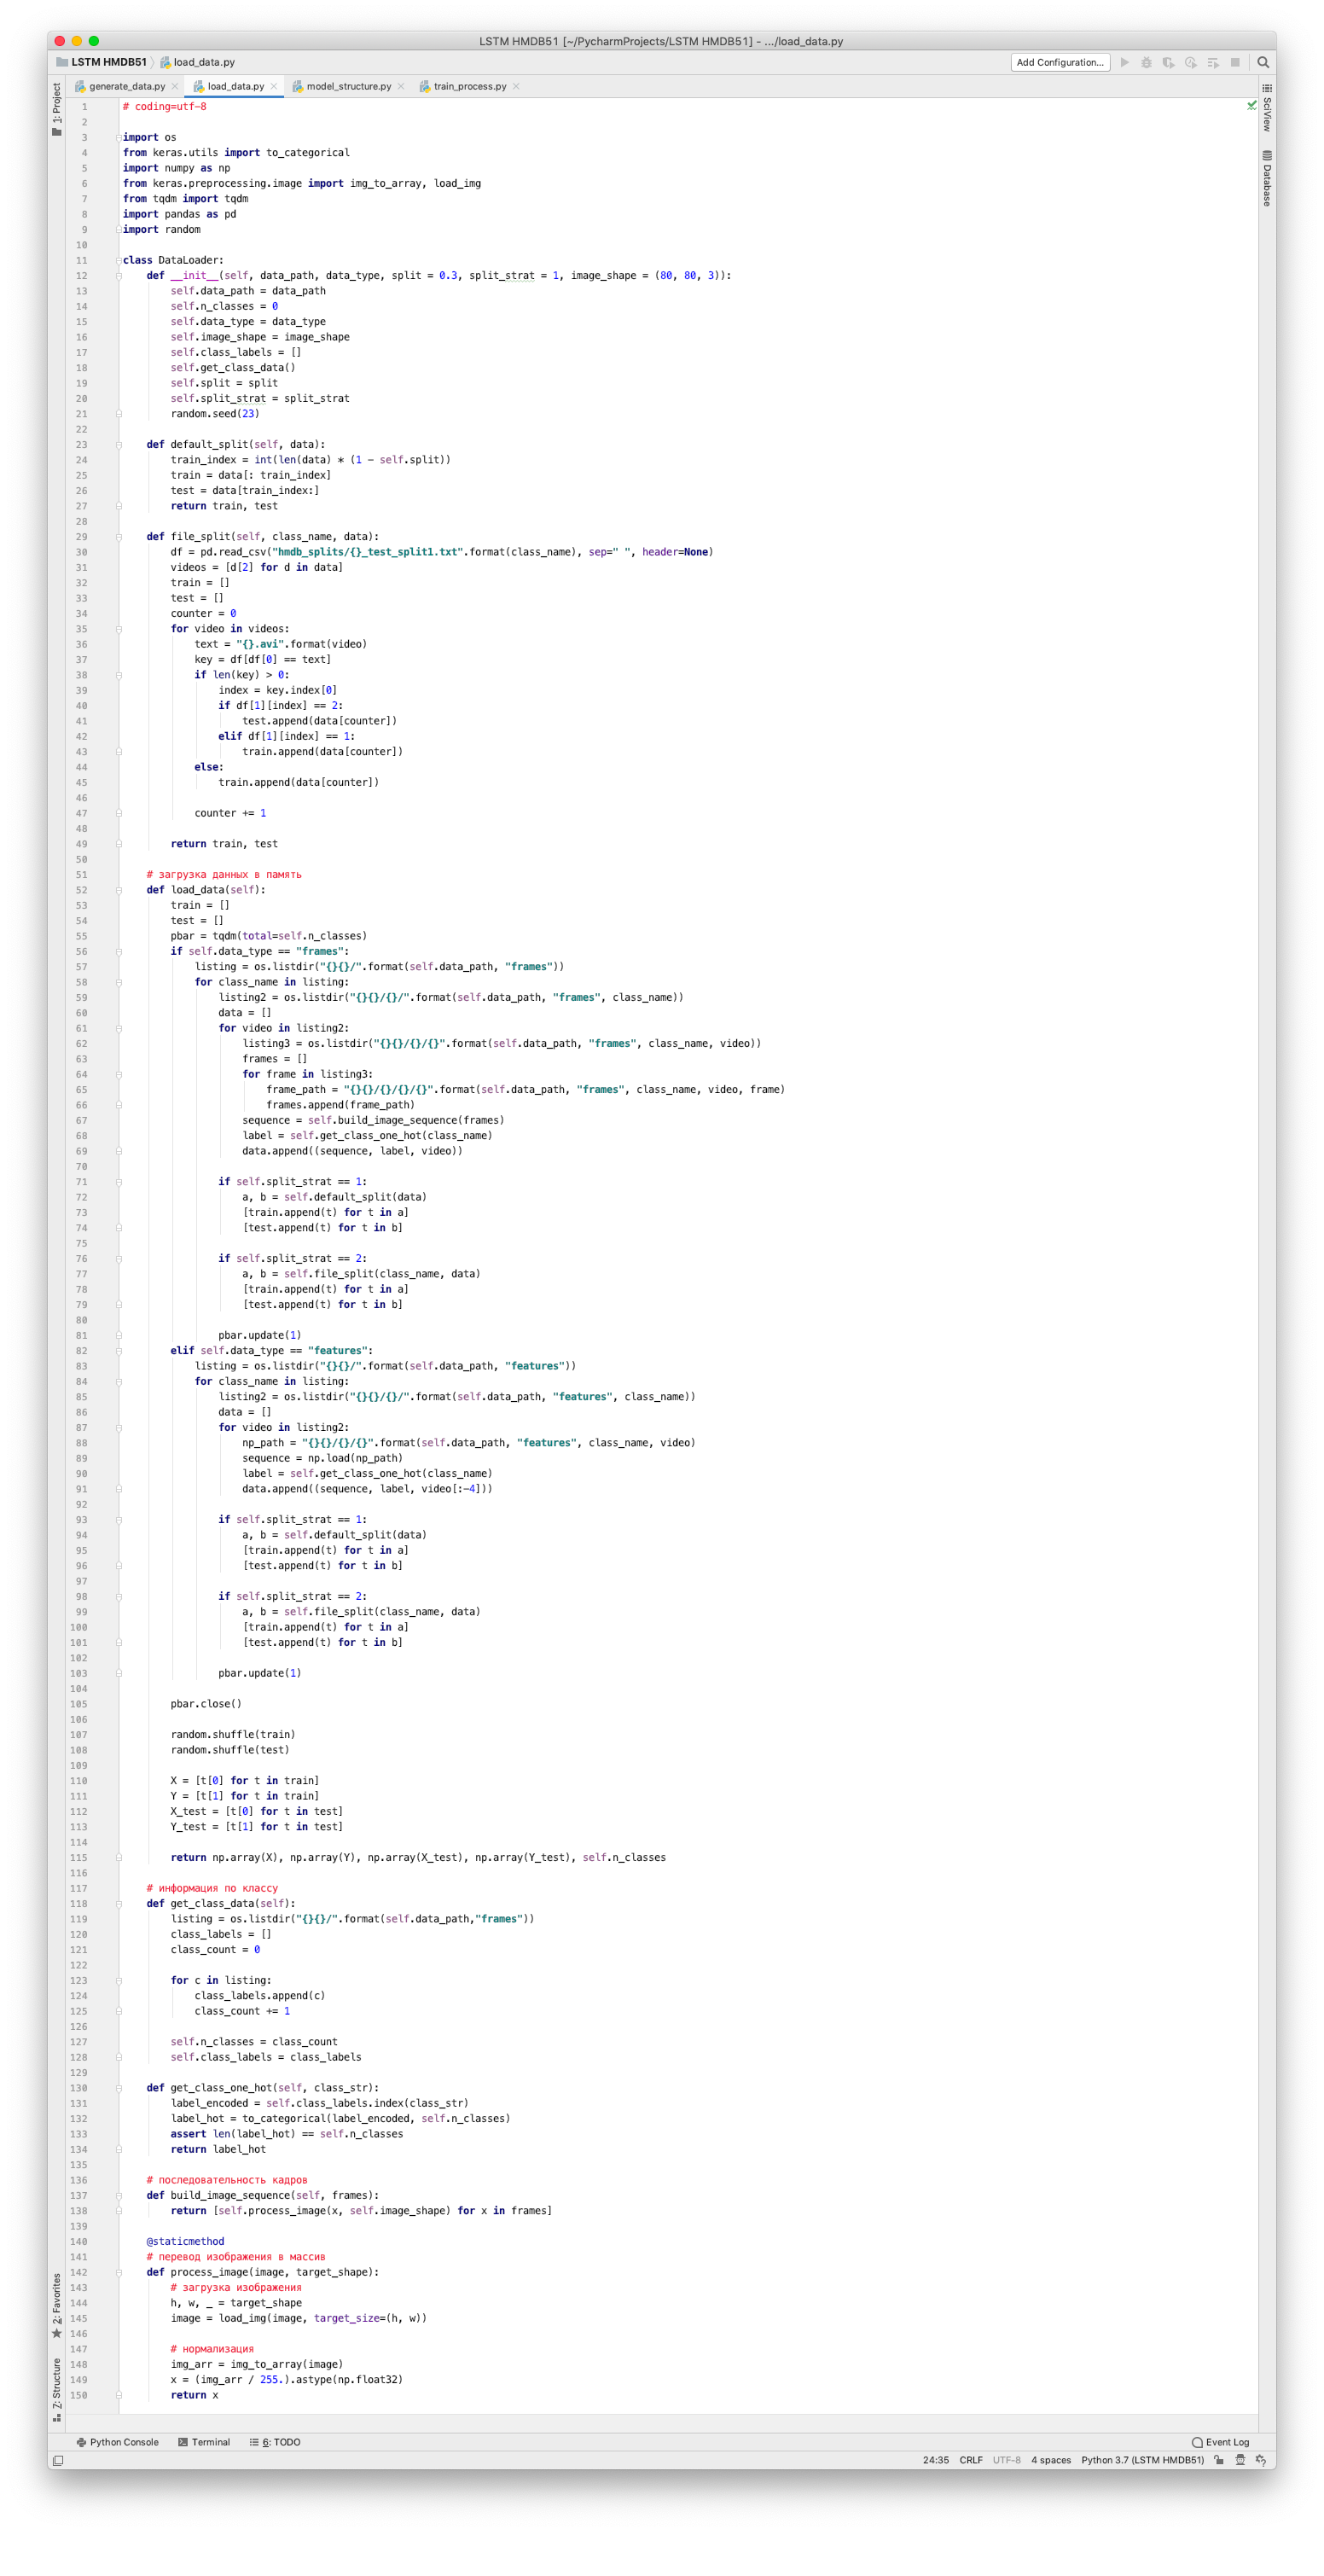 LSTM HMDB51 [~/PycharmProjects/LSTM HMDB51] - .../load_data.py
LSTM HMDB51 load_data.py Add Configuration...
generate_data.py load_data.py model_structure.py train_process.py
1: Project
SciView
Database
1 # coding=utf-8
2
3 import os
4 from keras.utils import to_categorical
5 import numpy as np
6 from keras.preprocessing.image import img_to_array, load_img
7 from tqdm import tqdm
8 import pandas as pd
9 import random
10
11 class DataLoader:
12     def __init__(self, data_path, data_type, split = 0.3, split_strat = 1, image_shape = (80, 80, 3)):
13         self.data_path = data_path
14         self.n_classes = 0
15         self.data_type = data_type
16         self.image_shape = image_shape
17         self.class_labels = []
18         self.get_class_data()
19         self.split = split
20         self.split_strat = split_strat
21         random.seed(23)
22
23     def default_split(self, data):
24         train_index = int(len(data) * (1 - self.split))
25         train = data[: train_index]
26         test = data[train_index:]
27         return train, test
28
29     def file_split(self, class_name, data):
30         df = pd.read_csv("hmdb_splits/{}_test_split1.txt".format(class_name), sep=" ", header=None)
31         videos = [d[2] for d in data]
32         train = []
33         test = []
34         counter = 0
35         for video in videos:
36             text = "{}.avi".format(video)
37             key = df[df[0] == text]
38             if len(key) > 0:
39                 index = key.index[0]
40                 if df[1][index] == 2:
41                     test.append(data[counter])
42                 elif df[1][index] == 1:
43                     train.append(data[counter])
44             else:
45                 train.append(data[counter])
46
47             counter += 1
48
49         return train, test
50
51     # загрузка данных в память
52     def load_data(self):
53         train = []
54         test = []
55         pbar = tqdm(total=self.n_classes)
56         if self.data_type == "frames":
57             listing = os.listdir("{}{}/".format(self.data_path, "frames"))
58             for class_name in listing:
59                 listing2 = os.listdir("{}{}/{}/".format(self.data_path, "frames", class_name))
60                 data = []
61                 for video in listing2:
62                     listing3 = os.listdir("{}{}/{}/{}".format(self.data_path, "frames", class_name, video))
63                     frames = []
64                     for frame in listing3:
65                         frame_path = "{}{}/{}/{}/{}".format(self.data_path, "frames", class_name, video, frame)
66                         frames.append(frame_path)
67                     sequence = self.build_image_sequence(frames)
68                     label = self.get_class_one_hot(class_name)
69                     data.append((sequence, label, video))
70
71                 if self.split_strat == 1:
72                     a, b = self.default_split(data)
73                     [train.append(t) for t in a]
74                     [test.append(t) for t in b]
75
76                 if self.split_strat == 2:
77                     a, b = self.file_split(class_name, data)
78                     [train.append(t) for t in a]
79                     [test.append(t) for t in b]
80
81                 pbar.update(1)
82         elif self.data_type == "features":
83             listing = os.listdir("{}{}/".format(self.data_path, "features"))
84             for class_name in listing:
85                 listing2 = os.listdir("{}{}/{}/".format(self.data_path, "features", class_name))
86                 data = []
87                 for video in listing2:
88                     np_path = "{}{}/{}/{}".format(self.data_path, "features", class_name, video)
89                     sequence = np.load(np_path)
90                     label = self.get_class_one_hot(class_name)
91                     data.append((sequence, label, video[:-4]))
92
93                 if self.split_strat == 1:
94                     a, b = self.default_split(data)
95                     [train.append(t) for t in a]
96                     [test.append(t) for t in b]
97
98                 if self.split_strat == 2:
99                     a, b = self.file_split(class_name, data)
100                     [train.append(t) for t in a]
101                     [test.append(t) for t in b]
102
103                 pbar.update(1)
104
105         pbar.close()
106
107         random.shuffle(train)
108         random.shuffle(test)
109
110         X = [t[0] for t in train]
111         Y = [t[1] for t in train]
112         X_test = [t[0] for t in test]
113         Y_test = [t[1] for t in test]
114
115         return np.array(X), np.array(Y), np.array(X_test), np.array(Y_test), self.n_classes
116
117     # информация по классу
118     def get_class_data(self):
119         listing = os.listdir("{}{}/".format(self.data_path,"frames"))
120         class_labels = []
121         class_count = 0
122
123         for c in listing:
124             class_labels.append(c)
125             class_count += 1
126
127         self.n_classes = class_count
128         self.class_labels = class_labels
129
130     def get_class_one_hot(self, class_str):
131         label_encoded = self.class_labels.index(class_str)
132         label_hot = to_categorical(label_encoded, self.n_classes)
133         assert len(label_hot) == self.n_classes
134         return label_hot
135
136     # последовательность кадров
137     def build_image_sequence(self, frames):
138         return [self.process_image(x, self.image_shape) for x in frames]
139
140     @staticmethod
141     # перевод изображения в массив
142     def process_image(image, target_shape):
143         # загрузка изображения
144         h, w, _ = target_shape
145         image = load_img(image, target_size=(h, w))
146
147         # нормализация
148         img_arr = img_to_array(image)
149         x = (img_arr / 255.).astype(np.float32)
150         return x
2: Favorites
7: Structure
Python Console Terminal 6: TODO Event Log
24:35 CRLF UTF-8 4 spaces Python 3.7 (LSTM HMDB51)